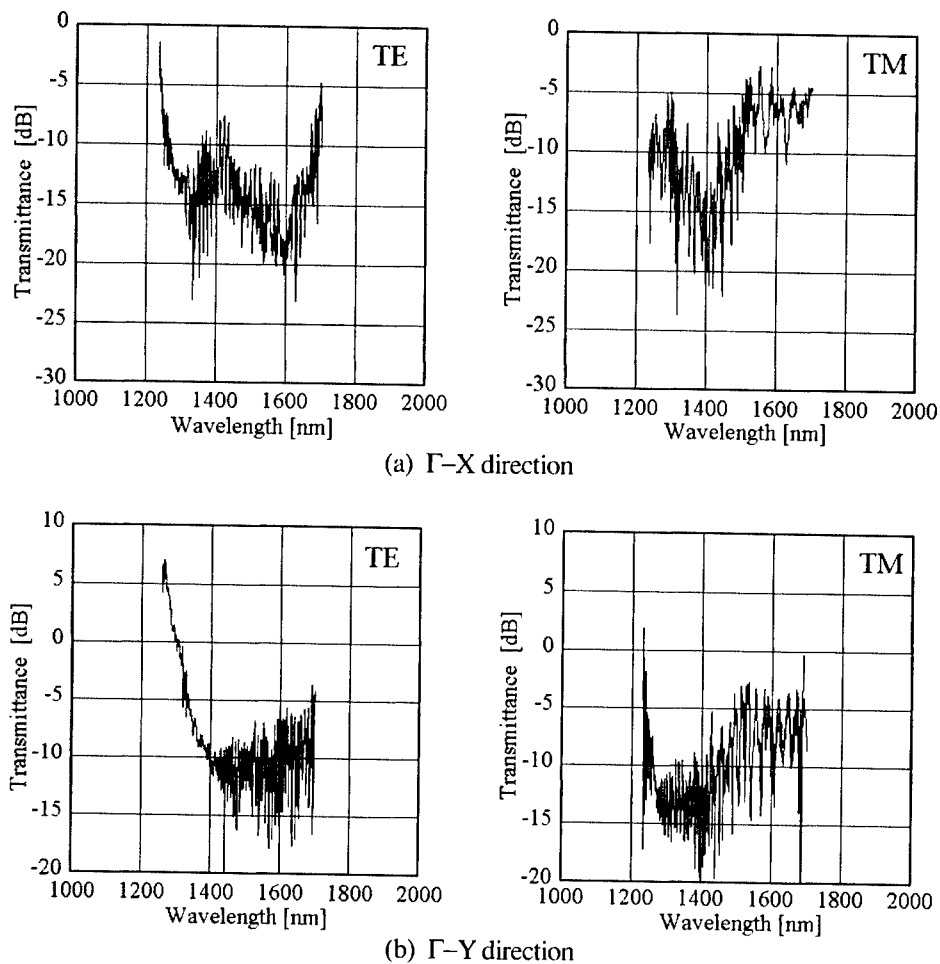 TE
0
-5
-10
-15
-20
-25
-30
Transmittance [dB]
1000 1200 1400 1600 1800 2000
Wavelength [nm]
TM
0
-5
-10
-15
-20
-25
-30
Transmittance [dB]
1000 1200 1400 1600 1800 2000
Wavelength [nm]
(a) Γ–X direction
TE
10
5
0
-5
-10
-15
-20
Transmittance [dB]
1000 1200 1400 1600 1800 2000
Wavelength [nm]
TM
10
5
0
-5
-10
-15
-20
Transmittance [dB]
1000 1200 1400 1600 1800 2000
Wavelength [nm]
(b) Γ–Y direction